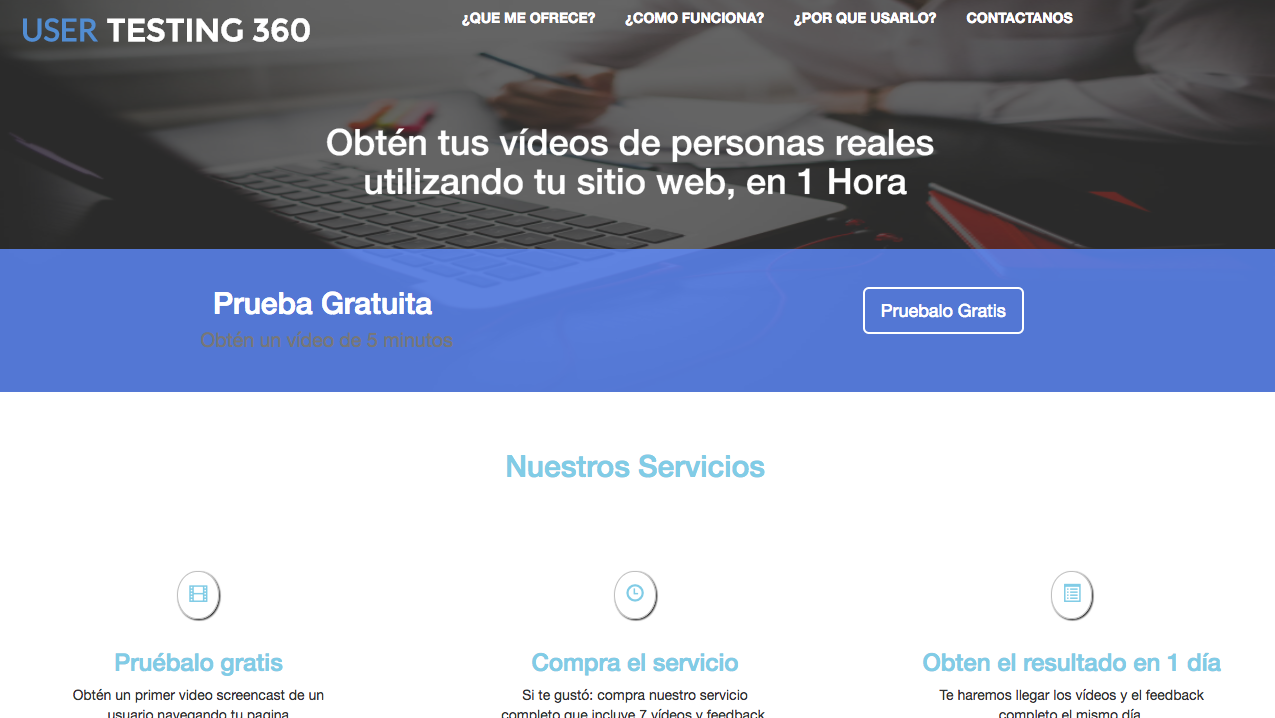 USER TESTING 360
¿QUE ME OFRECE? ¿COMO FUNCIONA? ¿POR QUE USARLO? CONTACTANOS
Obtén tus vídeos de personas reales
utilizando tu sitio web, en 1 Hora
Prueba Gratuita
Obtén un vídeo de 5 minutos
Pruebalo Gratis
Nuestros Servicios
Pruébalo gratis
Obtén un primer video screencast de un
usuario navegando tu pagina
Compra el servicio
Si te gustó: compra nuestro servicio
completo que incluye 7 vídeos y feedback
Obten el resultado en 1 día
Te haremos llegar los vídeos y el feedback
completo el mismo día